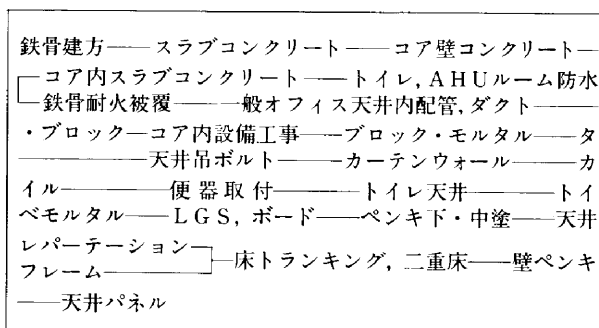 鉄骨建方――スラブコンクリート――コア壁コンクリート―
コア内スラブコンクリート――トイレ, AHUルーム防水
鉄骨耐火被覆――一般オフィス天井内配管, ダクト――
・ブロック―コア内設備工事――ブロック・モルタル――タ
――――天井吊ボルト―――カーテンウォール―――カ
イル―――便器取付―――トイレ天井―――トイ
ベモルタル――LGS, ボード――ペンキ下・中塗――天井
レパーテーション
フレーム―――床トランキング, 二重床――壁ペンキ
――天井パネル